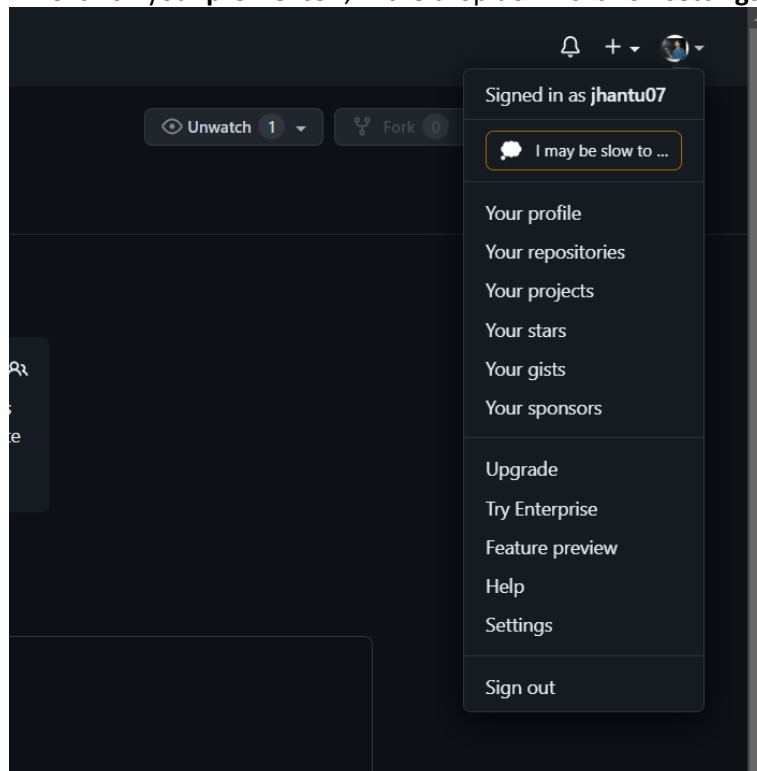 Signed in as jhantu07
Unwatch 1
Fork 0
I may be slow to ...
Your profile
Your repositories
Your projects
Your stars
Your gists
Your sponsors
Upgrade
Try Enterprise
Feature preview
Help
Settings
Sign out